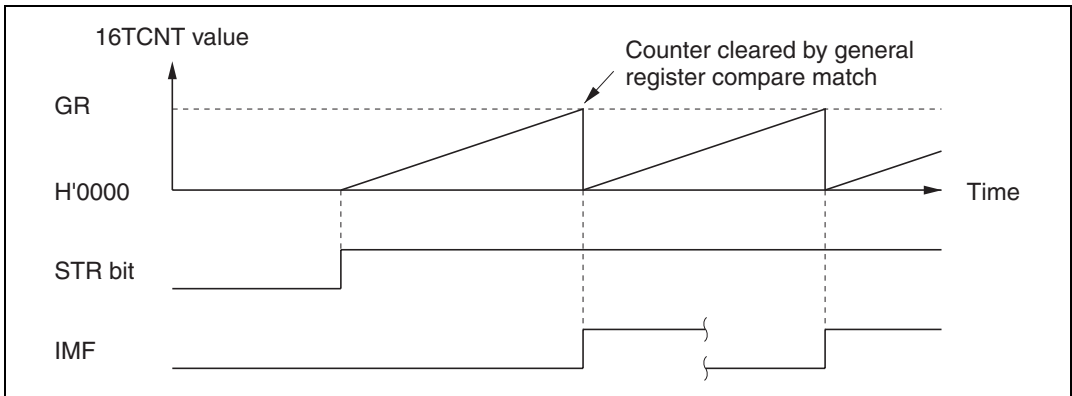 16TCNT value
Counter cleared by general
register compare match
GR
H'0000
Time
STR bit
IMF